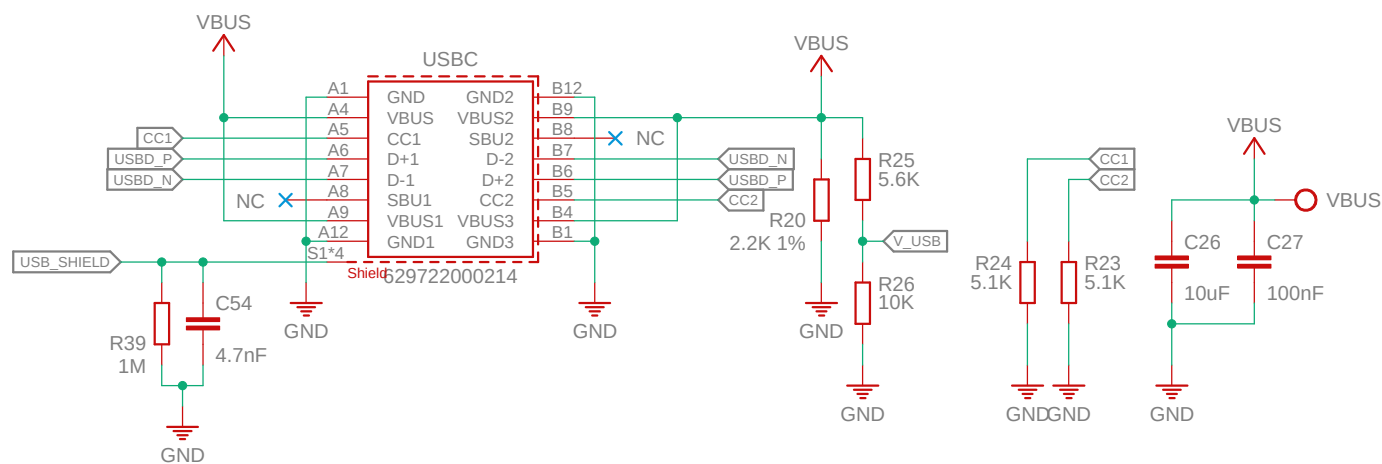 VBUS
USBC
VBUS
A1
GND
GND2
B12
A4
VBUS
VBUS2
B9
CC1
A5
CC1
SBU2
B8
NC
USBD_P
A6
D+1
D-2
B7
USBD_N
USBD_N
A7
D-1
D+2
B6
USBD_P
NC
A8
SBU1
CC2
B5
CC2
A9
VBUS1
VBUS3
B4
A12
GND1
GND3
B1
USB_SHIELD
S1*4
Shield
629722000214
R39
1M
C54
4.7nF
GND
GND
GND
R20
2.2K 1%
GND
R25
5.6K
V_USB
R26
10K
GND
CC1
CC2
R24
5.1K
R23
5.1K
GND
GND
VBUS
VBUS
C26
10uF
C27
100nF
GND